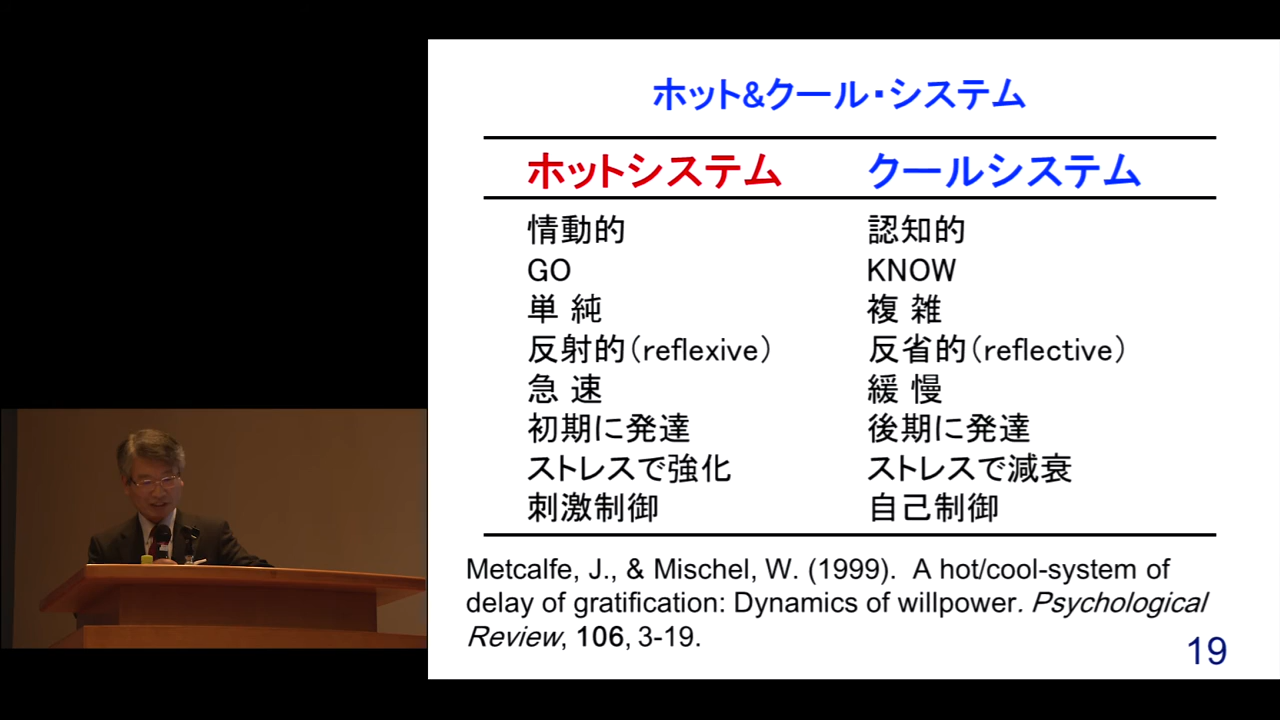 ホット&クール・システム
ホットシステム クールシステム
情動的 認知的
GO KNOW
単 純 複 雑
反射的（reflexive） 反省的（reflective）
急 速 緩 慢
初期に発達 後期に発達
ストレスで強化 ストレスで減衰
刺激制御 自己制御
Metcalfe, J., & Mischel, W. (1999). A hot/cool-system of
delay of gratification: Dynamics of willpower. Psychological
Review, 106, 3-19.
19